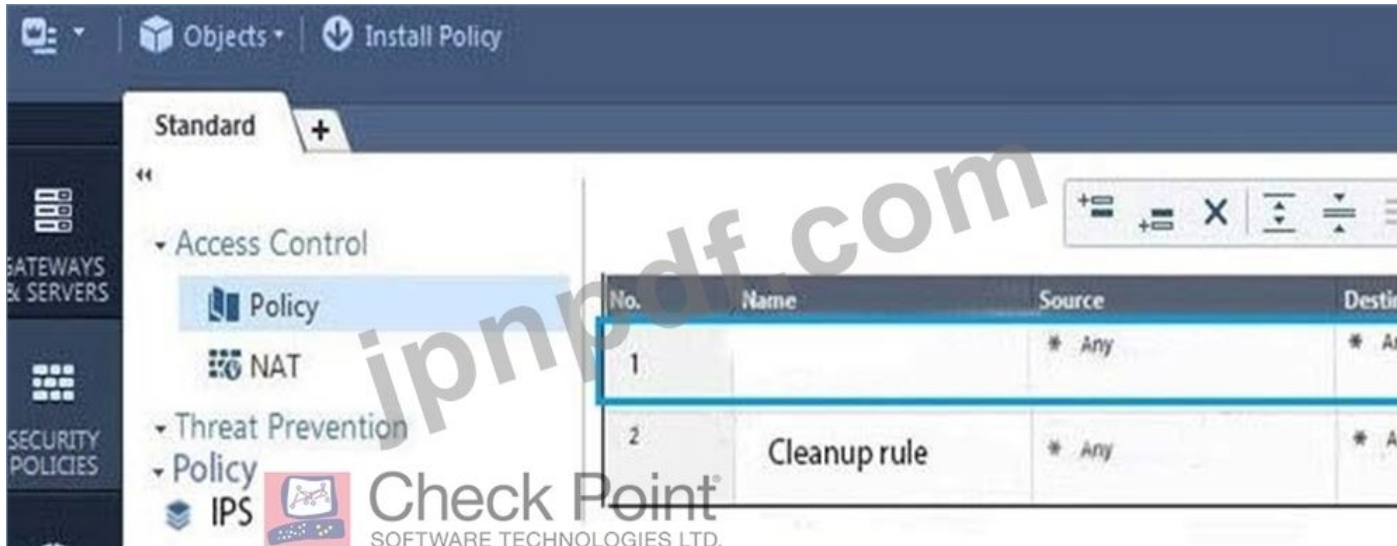 Objects
Install Policy
Standard
+
Access Control
Policy
NAT
Threat Prevention
Policy
IPS
GATEWAYS
& SERVERS
SECURITY
POLICIES
No. Name Source
1 * Any *
2 Cleanup rule * Any *
jpnpdf.com
Check Point
SOFTWARE TECHNOLOGIES LTD.